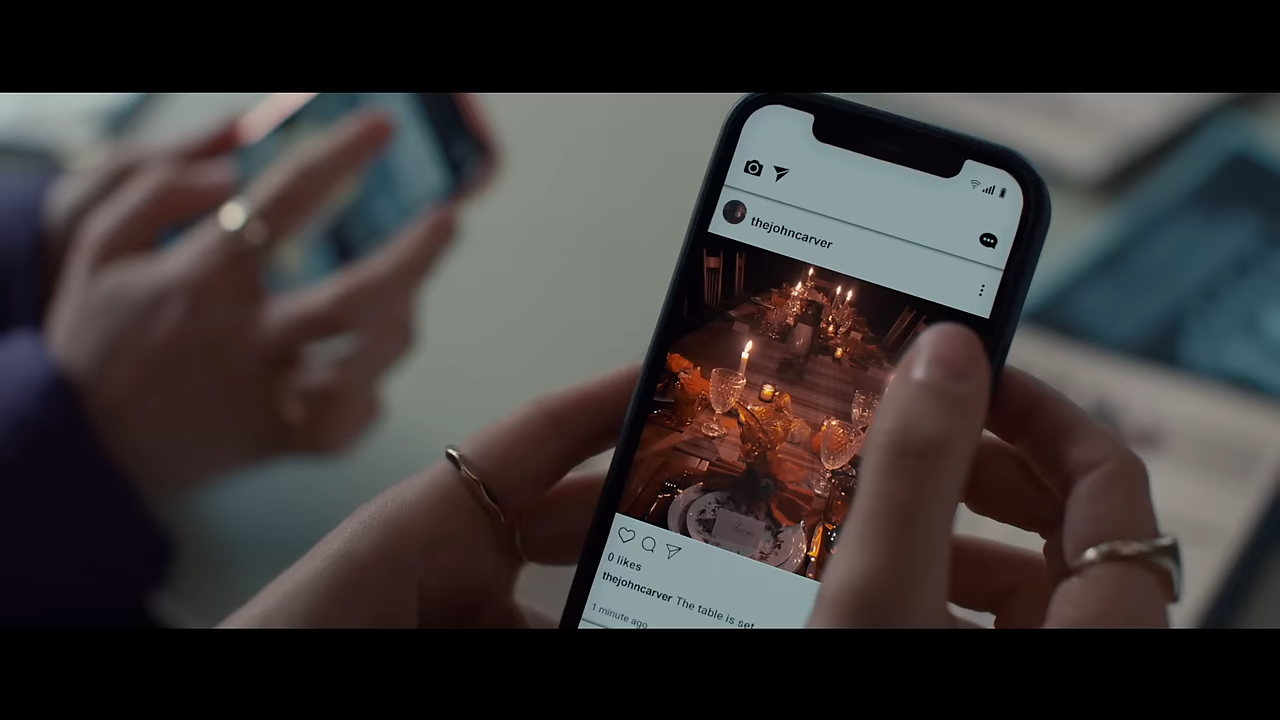 thejohncarver
0 likes
thejohncarver The table is set
1 minute ago